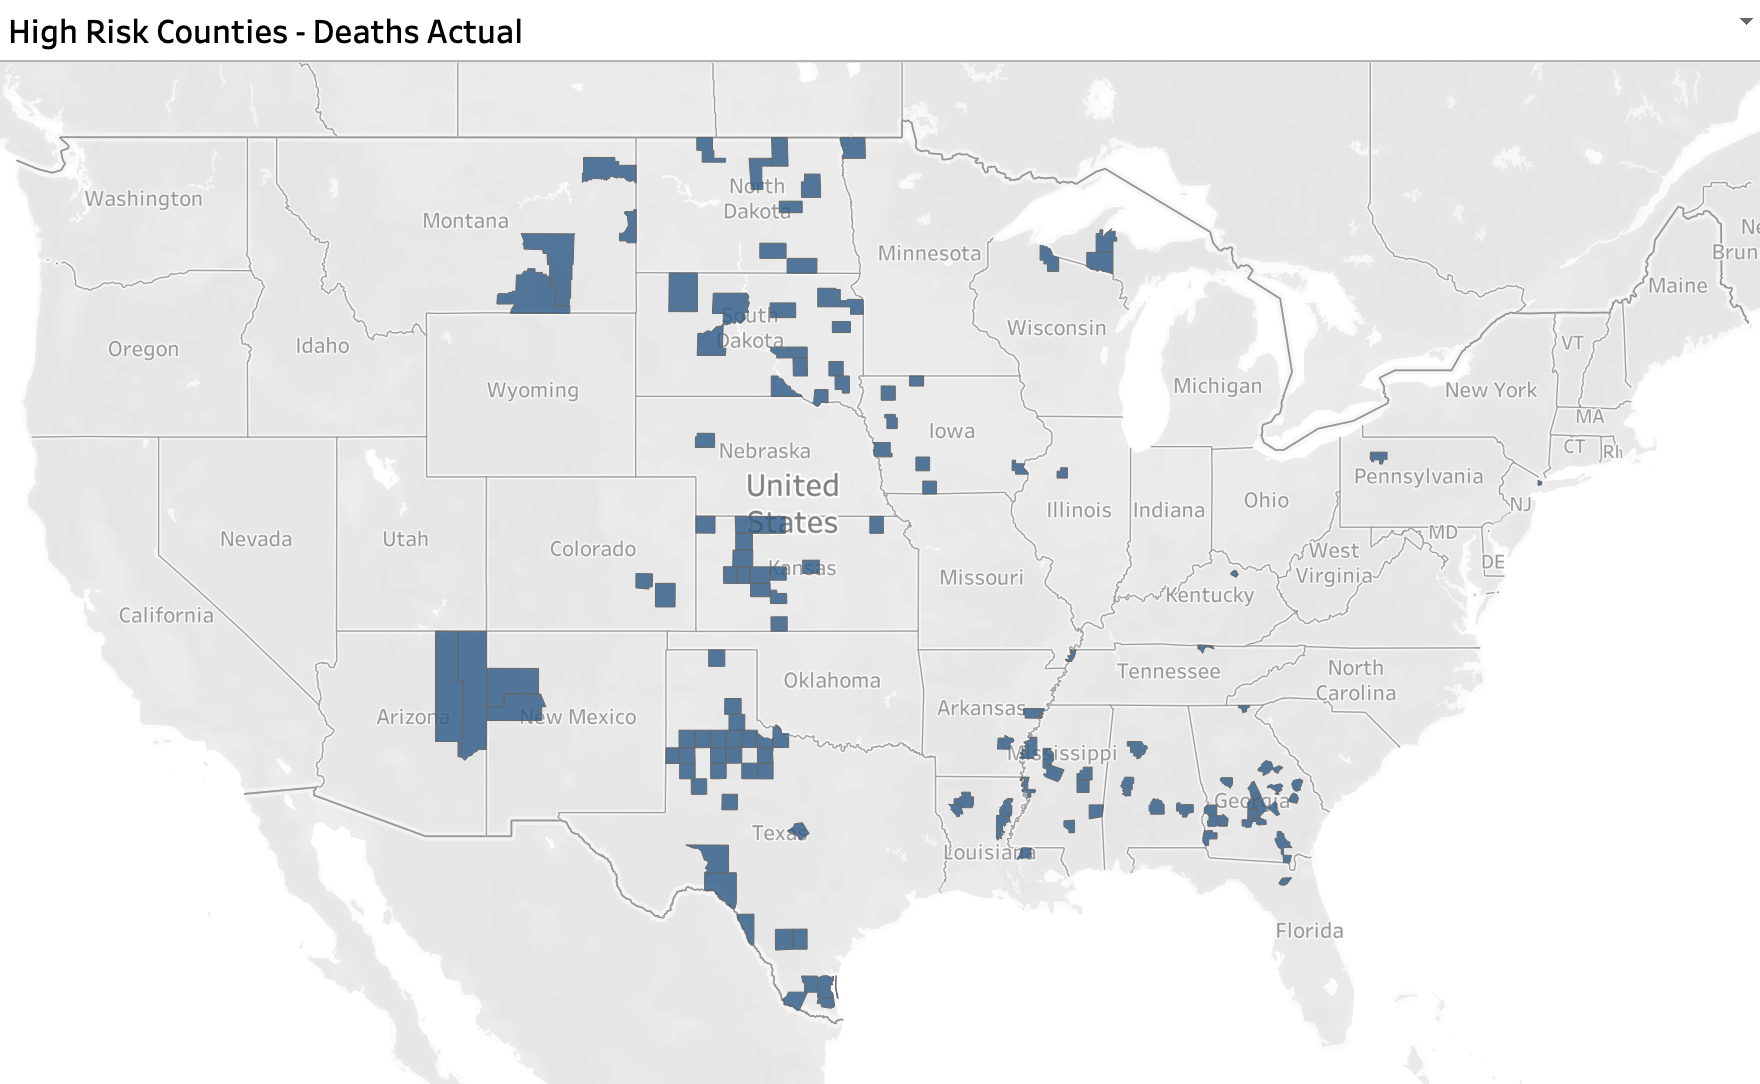 High Risk Counties - Deaths Actual
Washington
Montana
North
Dakota
Minnesota
Ne
Brun
Maine
Oregon
Idaho
South
Dakota
Wisconsin
VT
Wyoming
Michigan
New York
MA
Nebraska
Iowa
CT
RI
United
States
Pennsylvania
Nevada
Utah
Colorado
Kansas
Illinois
Indiana
Ohio
NJ
MD
Missouri
West
Virginia
DE
California
Kentucky
Oklahoma
Tennessee
North
Carolina
Arizona
New Mexico
Arkansas
Mississippi
Georgia
Texas
Louisiana
Florida